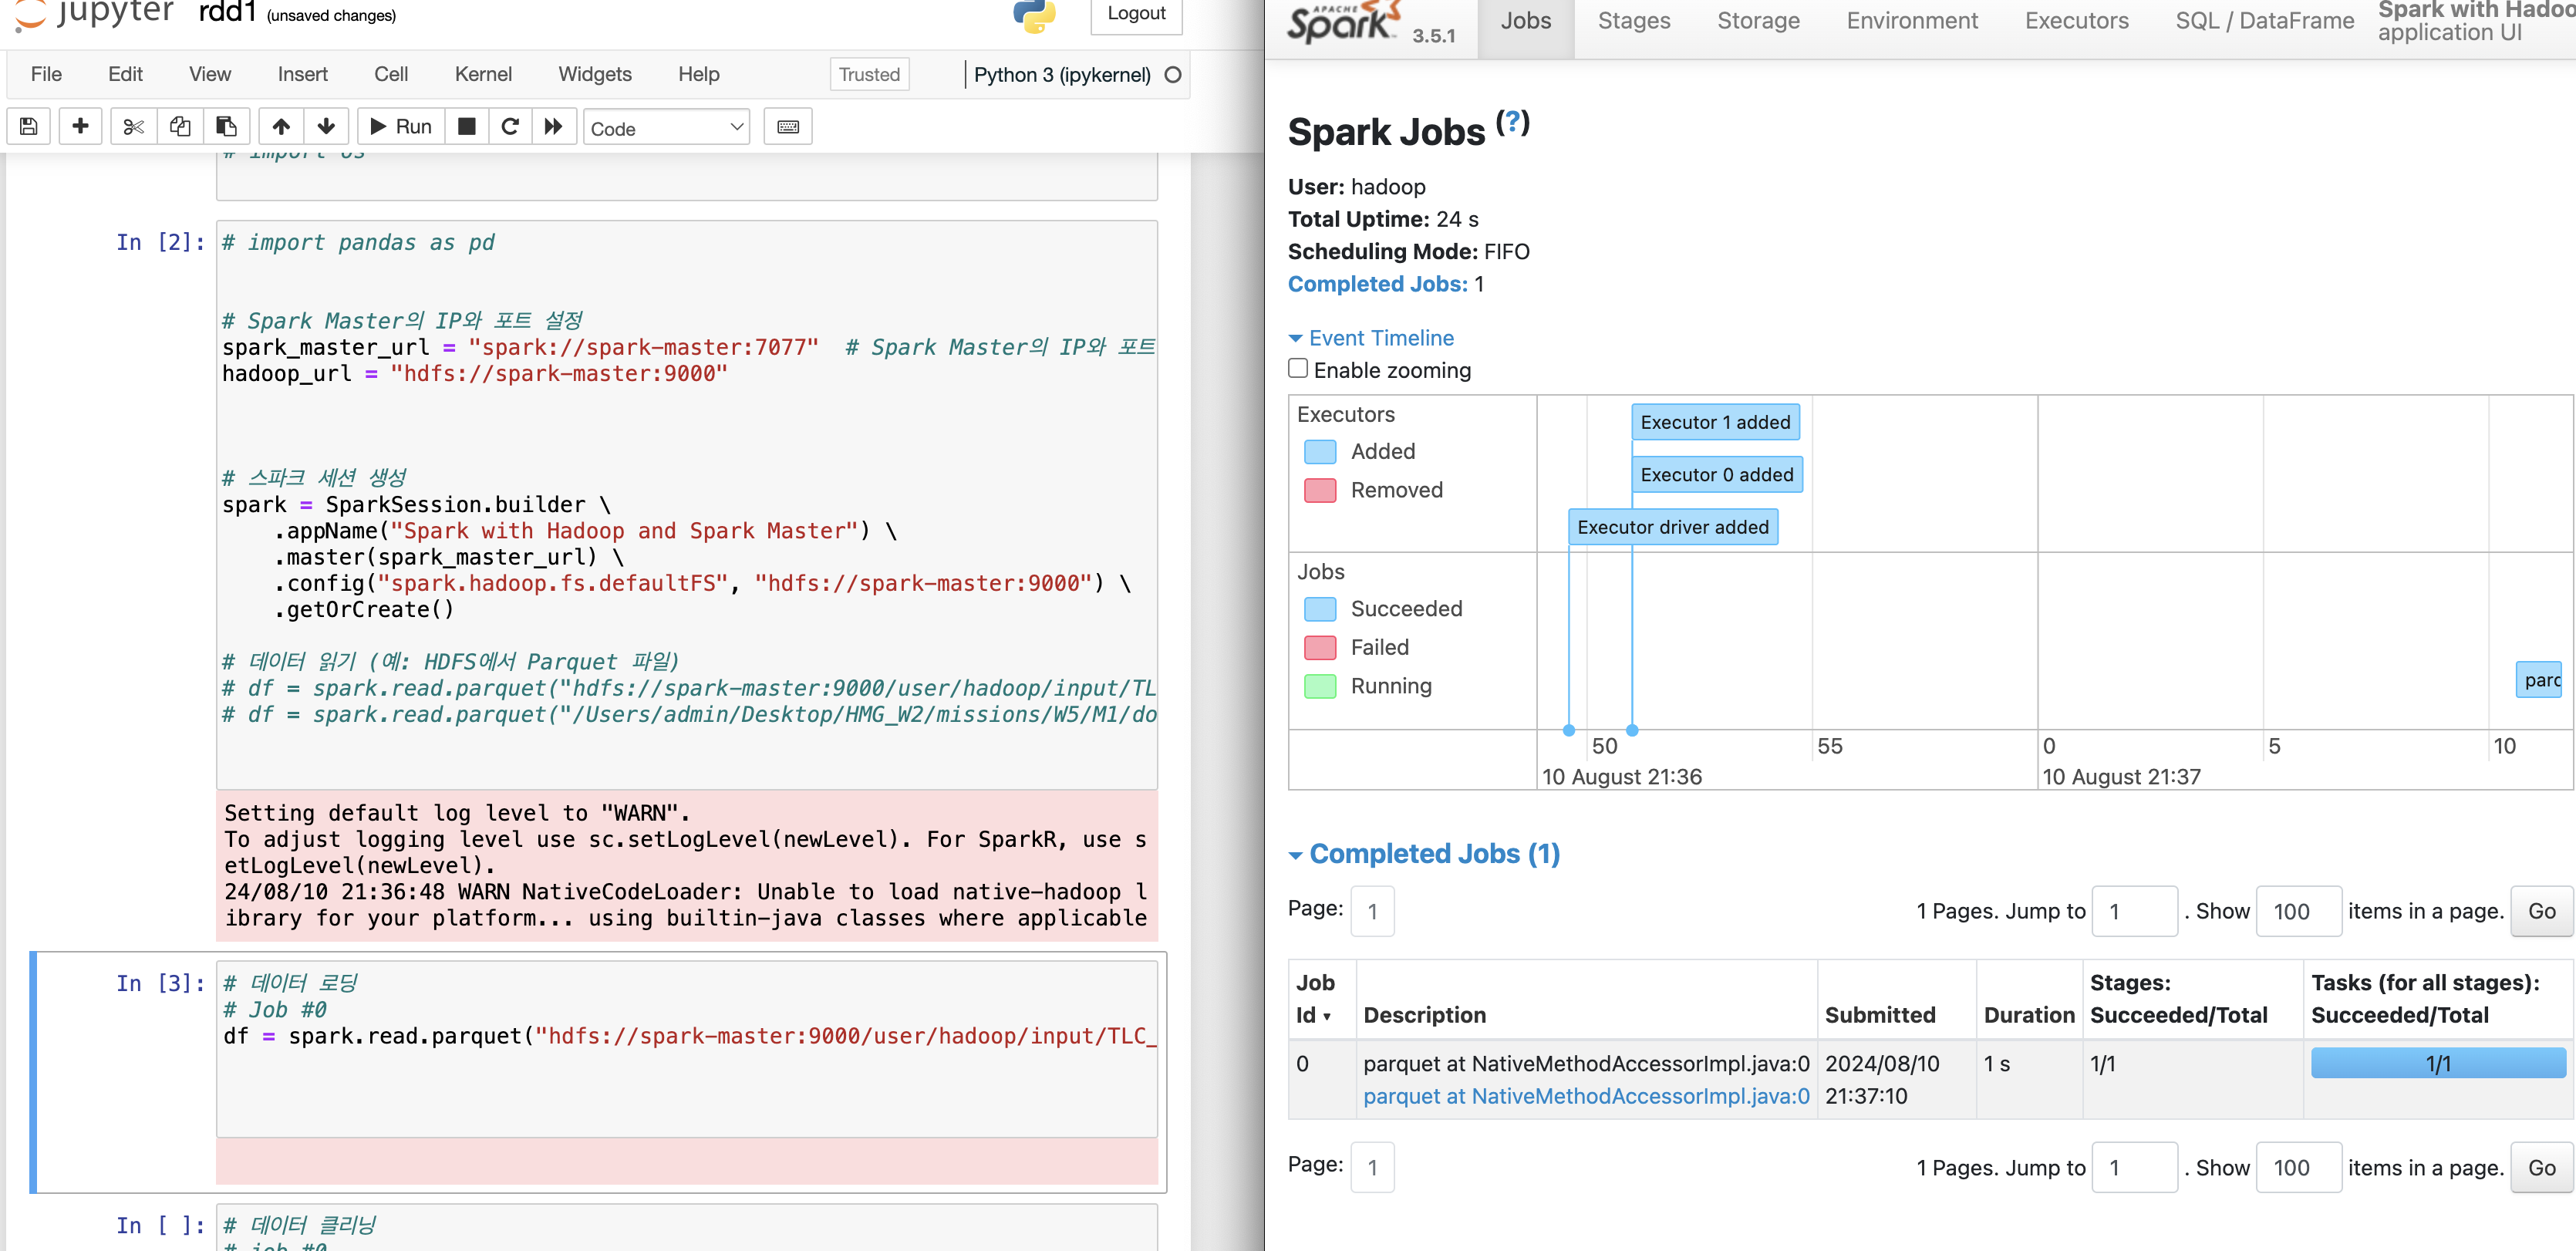 jupyter rdd1 (unsaved changes)
Logout
File Edit View Insert Cell Kernel Widgets Help
Trusted
Python 3 (ipykernel)
Run
Code
# import os
In [2]:
# import pandas as pd
# Spark Master의 IP와 포트 설정
spark_master_url = "spark://spark-master:7077"  # Spark Master의 IP와 포트
hadoop_url = "hdfs://spark-master:9000"
# 스파크 세션 생성
spark = SparkSession.builder \
    .appName("Spark with Hadoop and Spark Master") \
    .master(spark_master_url) \
    .config("spark.hadoop.fs.defaultFS", "hdfs://spark-master:9000") \
    .getOrCreate()
# 데이터 읽기 (예: HDFS에서 Parquet 파일)
# df = spark.read.parquet("hdfs://spark-master:9000/user/hadoop/input/TL
# df = spark.read.parquet("/Users/admin/Desktop/HMG_W2/missions/W5/M1/do
Setting default log level to "WARN".
To adjust logging level use sc.setLogLevel(newLevel). For SparkR, use s
etLogLevel(newLevel).
24/08/10 21:36:48 WARN NativeCodeLoader: Unable to load native-hadoop l
ibrary for your platform... using builtin-java classes where applicable
In [3]:
# 데이터 로딩
# Job #0
df = spark.read.parquet("hdfs://spark-master:9000/user/hadoop/input/TLC_
In [ ]:
# 데이터 클리닝
# job #0
APACHE
Spark 3.5.1
Jobs Stages Storage Environment Executors SQL / DataFrame
Spark with Hadoo
application UI
Spark Jobs (?)
User: hadoop
Total Uptime: 24 s
Scheduling Mode: FIFO
Completed Jobs: 1
Event Timeline
Enable zooming
Executors
Added
Removed
Executor 1 added
Executor 0 added
Executor driver added
Jobs
Succeeded
Failed
Running
parq
50 55 0 5 10
10 August 21:36 10 August 21:37
Completed Jobs (1)
Page: 1
1 Pages. Jump to 1 . Show 100 items in a page. Go
Job Id ▾ Description Submitted Duration Stages: Succeeded/Total Tasks (for all stages): Succeeded/Total
0 parquet at NativeMethodAccessorImpl.java:0 2024/08/10 1 s 1/1 1/1
parquet at NativeMethodAccessorImpl.java:0 21:37:10
Page: 1
1 Pages. Jump to 1 . Show 100 items in a page. Go